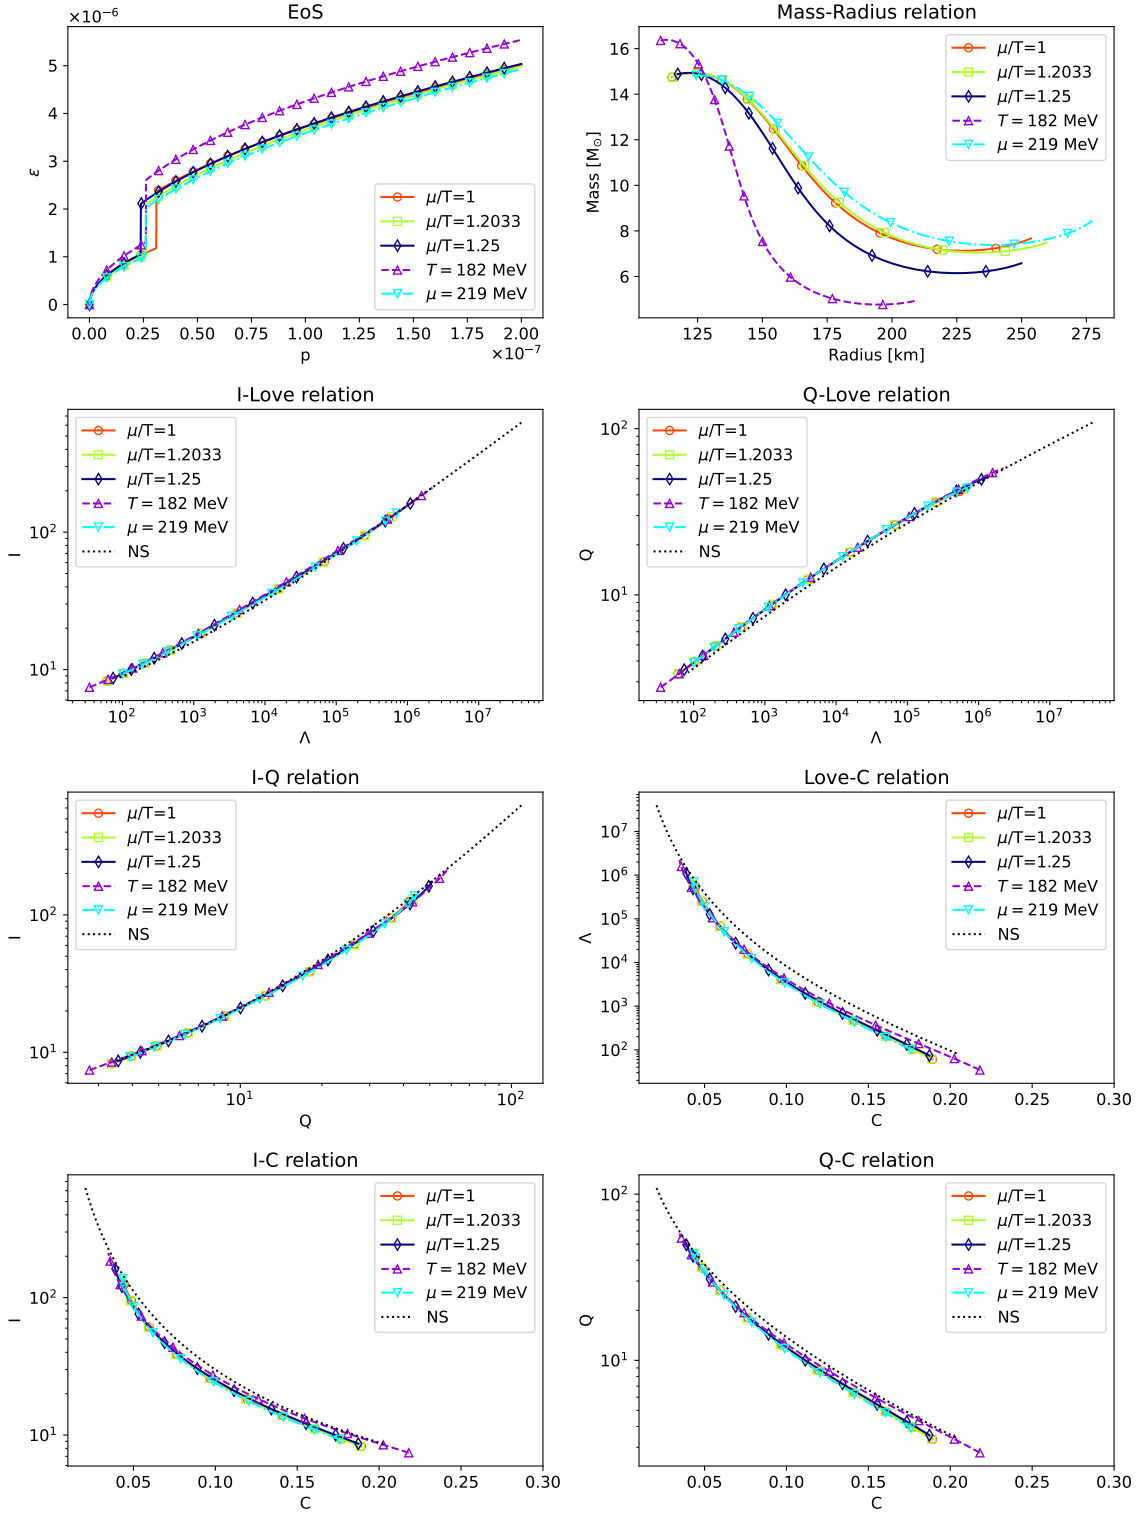 EoS
×10⁻⁶
5
4
3
2
1
0
ε
0.00 0.25 0.50 0.75 1.00 1.25 1.50 1.75 2.00
p
×10⁻⁷
μ/T=1
μ/T=1.2033
μ/T=1.25
T = 182 MeV
μ = 219 MeV
Mass-Radius relation
16
14
12
10
8
6
Mass [M⊙]
125 150 175 200 225 250 275
Radius [km]
μ/T=1
μ/T=1.2033
μ/T=1.25
T = 182 MeV
μ = 219 MeV
I-Love relation
10²
10¹
I
10² 10³ 10⁴ 10⁵ 10⁶ 10⁷
Λ
μ/T=1
μ/T=1.2033
μ/T=1.25
T = 182 MeV
μ = 219 MeV
NS
Q-Love relation
10²
10¹
Q
10² 10³ 10⁴ 10⁵ 10⁶ 10⁷
Λ
μ/T=1
μ/T=1.2033
μ/T=1.25
T = 182 MeV
μ = 219 MeV
NS
I-Q relation
10²
10¹
I
10¹ 10²
Q
μ/T=1
μ/T=1.2033
μ/T=1.25
T = 182 MeV
μ = 219 MeV
NS
Love-C relation
10⁷
10⁶
10⁵
10⁴
10³
10²
Λ
0.05 0.10 0.15 0.20 0.25 0.30
C
μ/T=1
μ/T=1.2033
μ/T=1.25
T = 182 MeV
μ = 219 MeV
NS
I-C relation
10²
10¹
I
0.05 0.10 0.15 0.20 0.25 0.30
C
μ/T=1
μ/T=1.2033
μ/T=1.25
T = 182 MeV
μ = 219 MeV
NS
Q-C relation
10²
10¹
Q
0.05 0.10 0.15 0.20 0.25 0.30
C
μ/T=1
μ/T=1.2033
μ/T=1.25
T = 182 MeV
μ = 219 MeV
NS